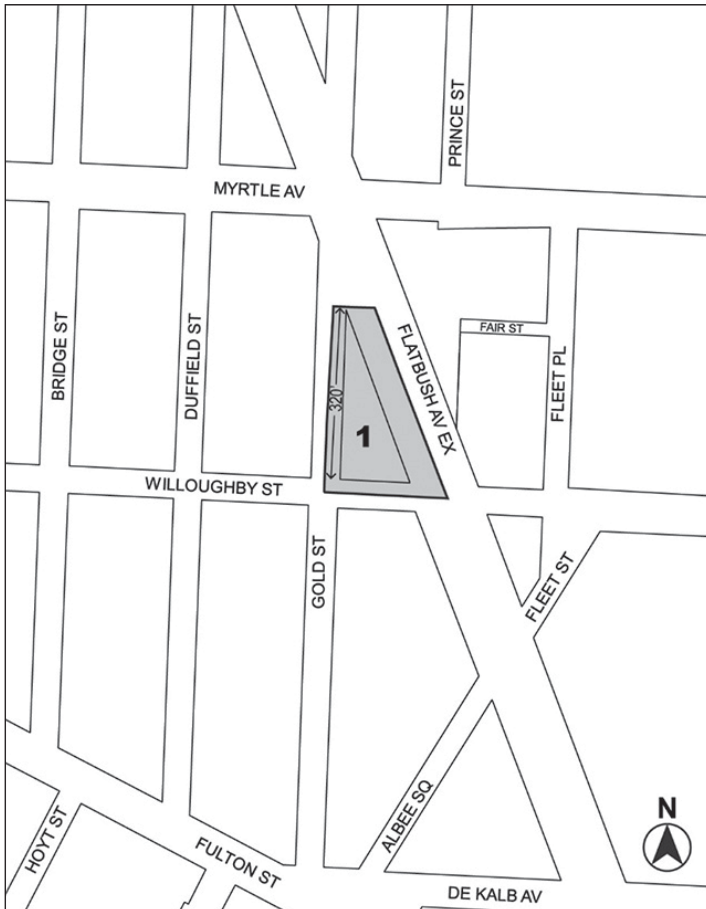 PRINCE ST
MYRTLE AV
FAIR ST
BRIDGE ST
DUFFIELD ST
FLATBUSH AV EX
FLEET PL
320'
1
WILLOUGHBY ST
GOLD ST
FLEET ST
ALBEE SQ
HOYT ST
FULTON ST
N
DE KALB AV